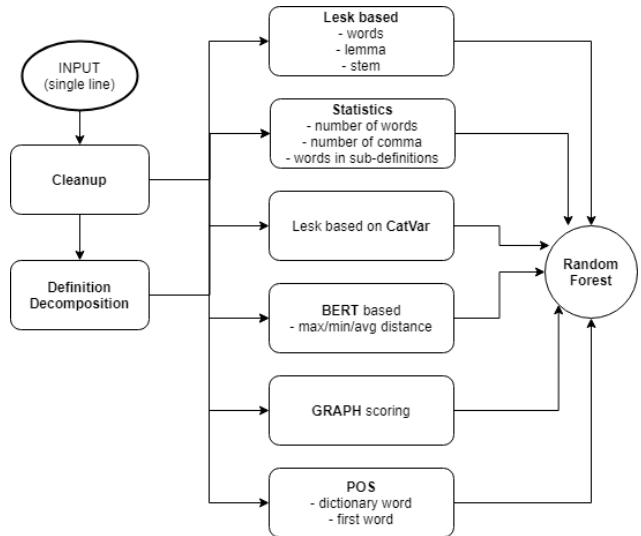 INPUT
(single line)
Cleanup
Definition
Decomposition
Lesk based
- words
- lemma
- stem
Statistics
- number of words
- number of comma
- words in sub-definitions
Lesk based on CatVar
BERT based
- max/min/avg distance
GRAPH scoring
POS
- dictionary word
- first word
Random
Forest